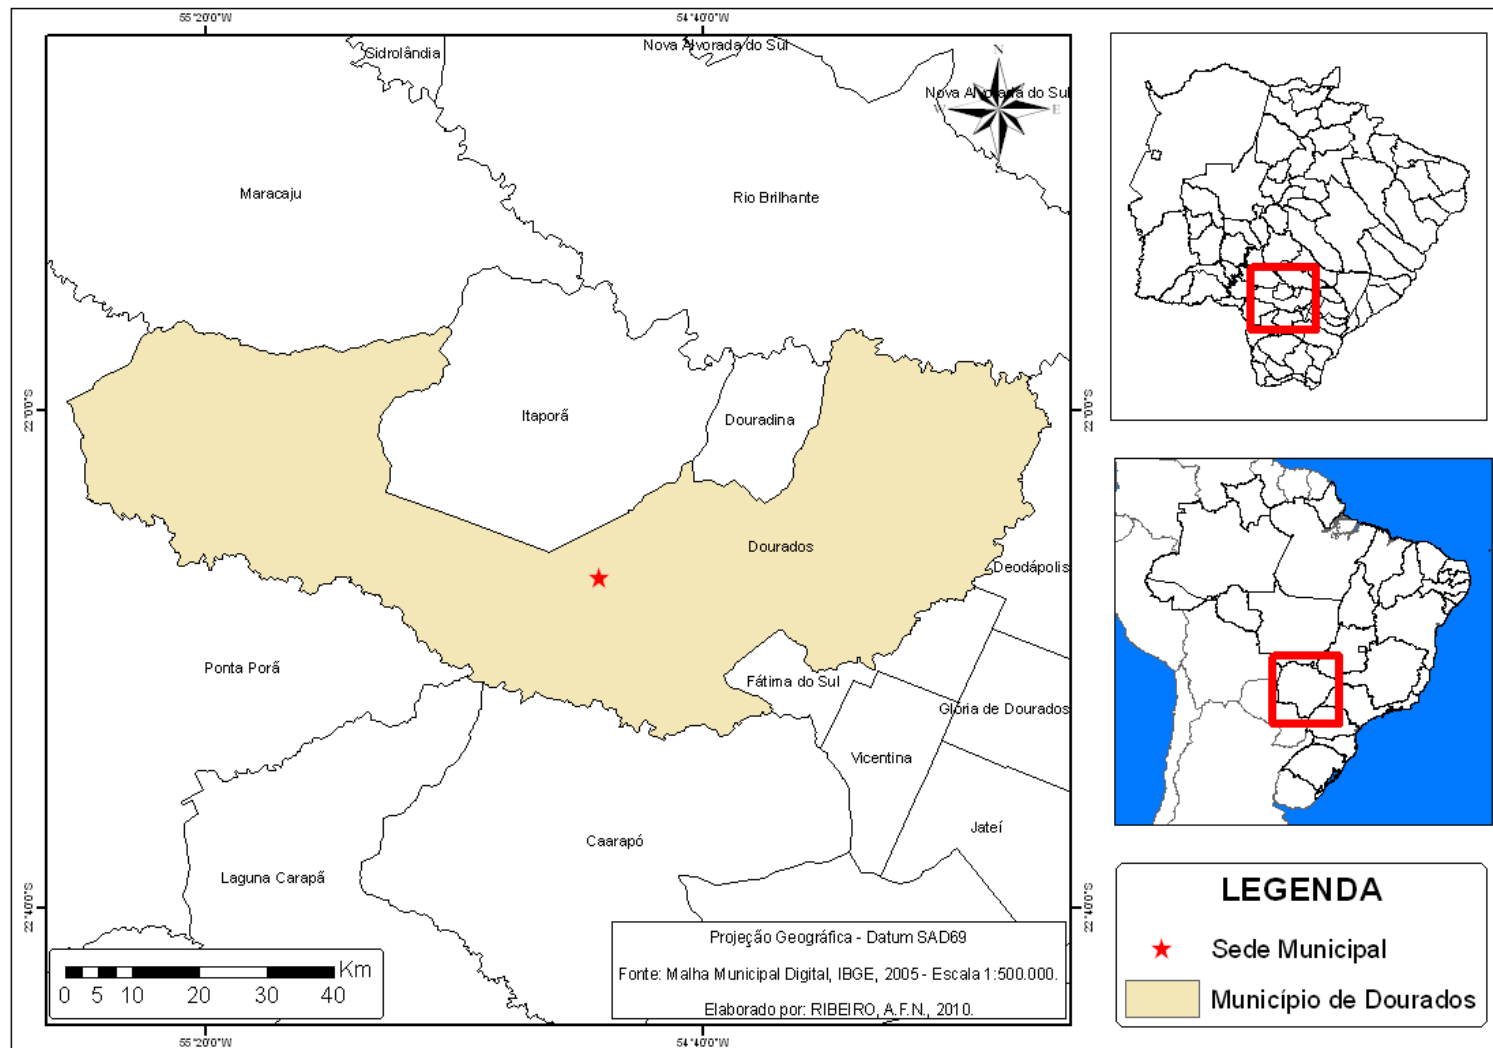 55°20'0"W
54°40'0"W
Sidrolândia
Nova Alvorada do Sul
Nova Alvorada do Sul
N
W
E
Maracaju
Rio Brilhante
22°0'0"S
22°0'0"S
Itaporã
Douradina
Dourados
Deodápolis
Ponta Porã
Fátima do Sul
Glória de Dourados
Vicentina
Caarapó
Jateí
Laguna Carapã
22°40'0"S
22°40'0"S
Km
0 5 10 20 30 40
Projeção Geográfica - Datum SAD69
Fonte: Malha Municipal Digital, IBGE, 2005 - Escala 1:500.000.
Elaborado por: RIBEIRO, A.F.N., 2010.
55°20'0"W
54°40'0"W
LEGENDA
Sede Municipal
Município de Dourados